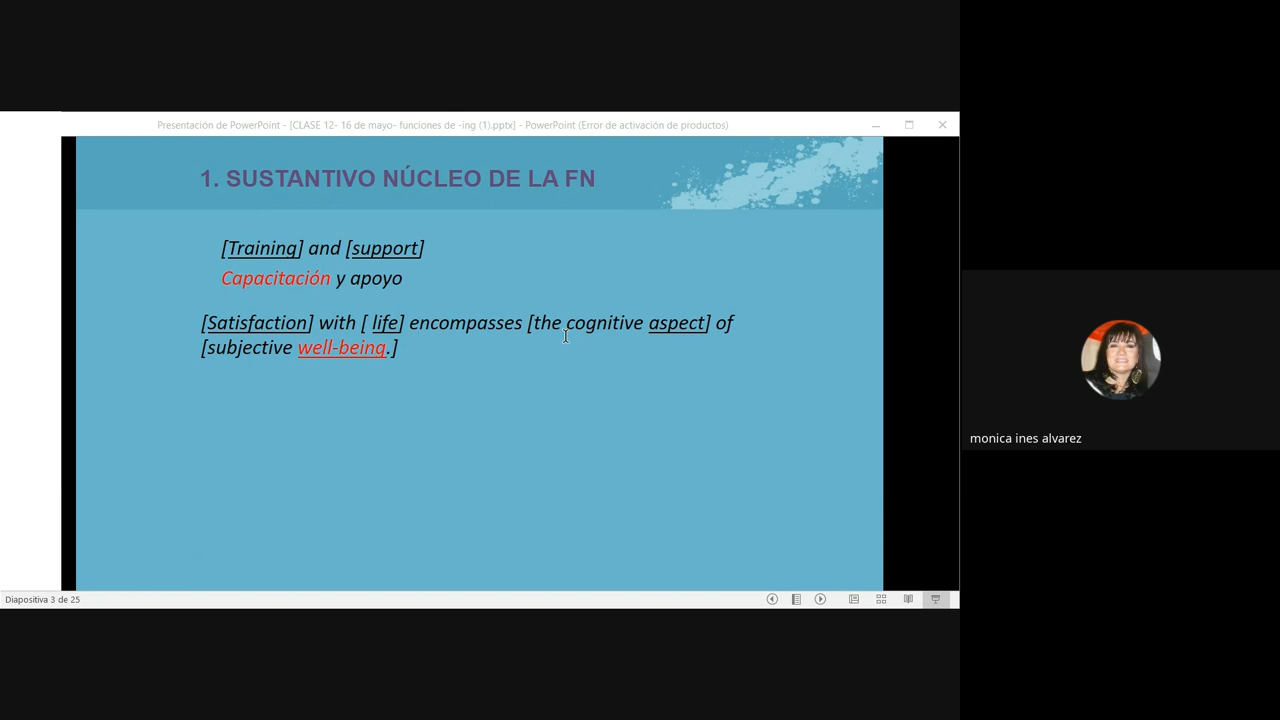 Presentación de PowerPoint - [CLASE 12- 16 de mayo- funciones de -ing (1).pptx] - PowerPoint (Error de activación de productos)
1. SUSTANTIVO NÚCLEO DE LA FN
[Training] and [support]
Capacitación y apoyo
[Satisfaction] with [ life] encompasses [the cognitive aspect] of
[subjective well-being.]
monica ines alvarez
Diapositiva 3 de 25